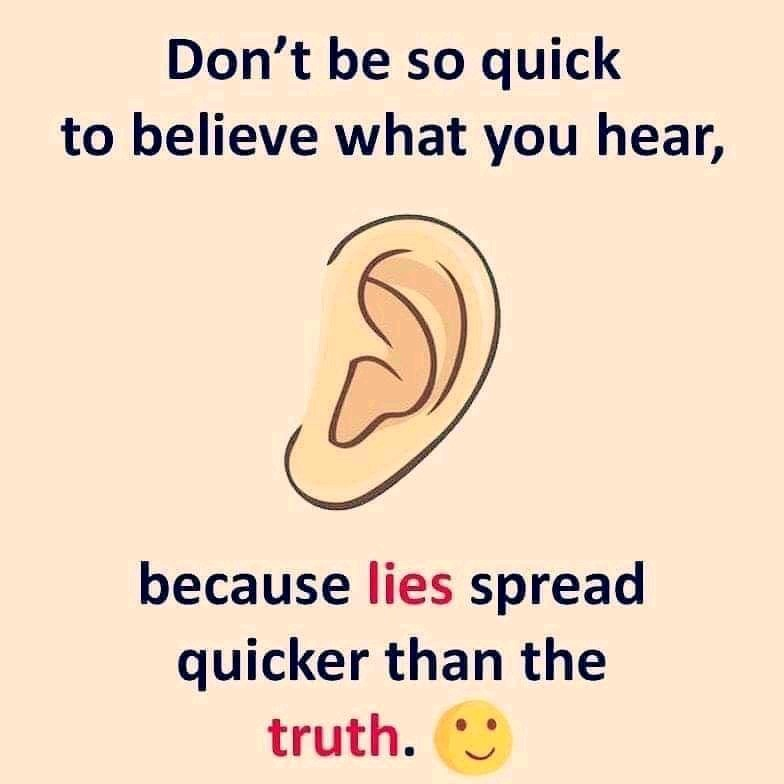 Don’t be so quick
to believe what you hear,
because lies spread
quicker than the
truth. 🙂